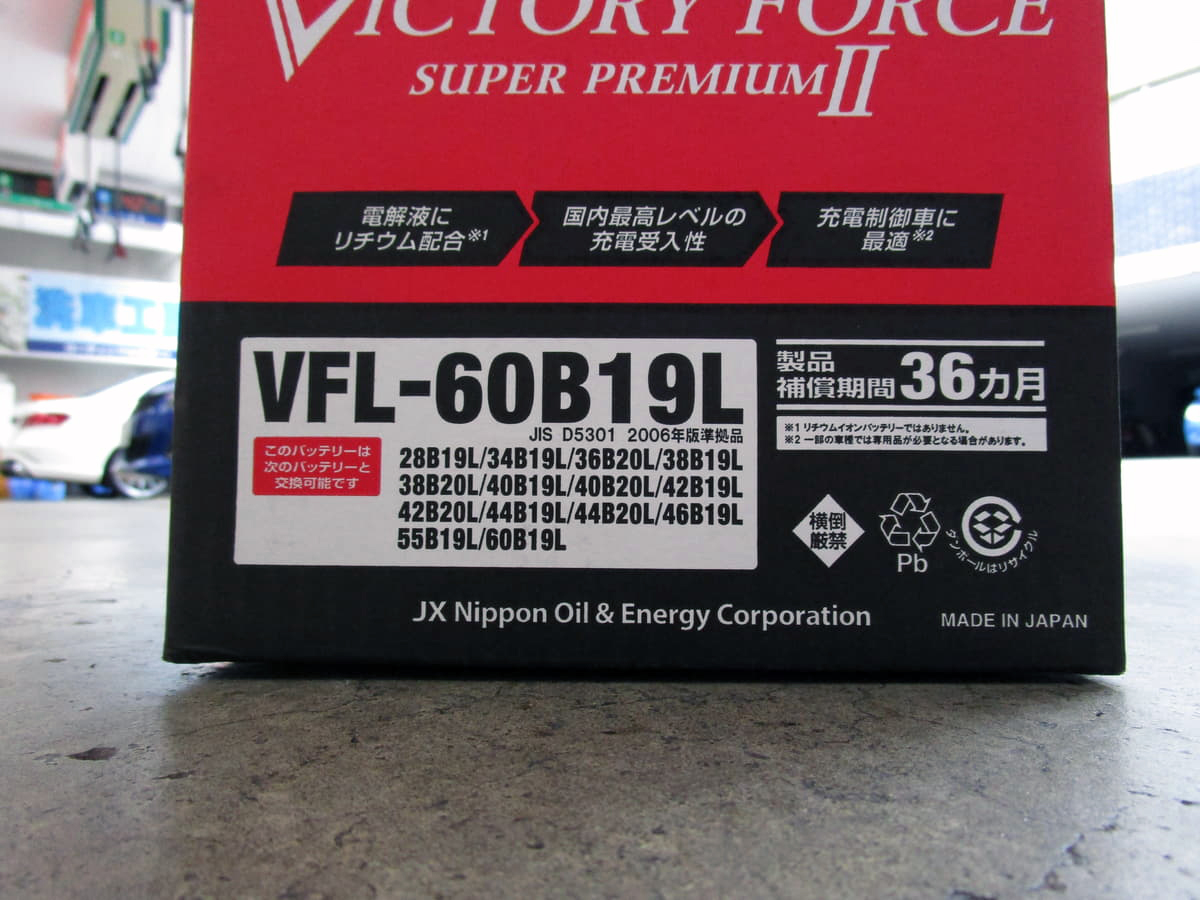 VICTORY FORCE
SUPER PREMIUM II
電解液に
リチウム配合※1
国内最高レベルの
充電受入性
充電制御車に
最適※2
VFL-60B19L
JIS D5301 2006年版準拠品
このバッテリーは
次のバッテリーと
交換可能です
28B19L/34B19L/36B20L/38B19L
38B20L/40B19L/40B20L/42B19L
42B20L/44B19L/44B20L/46B19L
55B19L/60B19L
製品
補償期間36カ月
※1 リチウムイオンバッテリーではありません。
※2 一部の車種では専用品が必要となる場合があります。
横倒
厳禁
Pb
ダンボールはリサイクル
JX Nippon Oil & Energy Corporation
MADE IN JAPAN